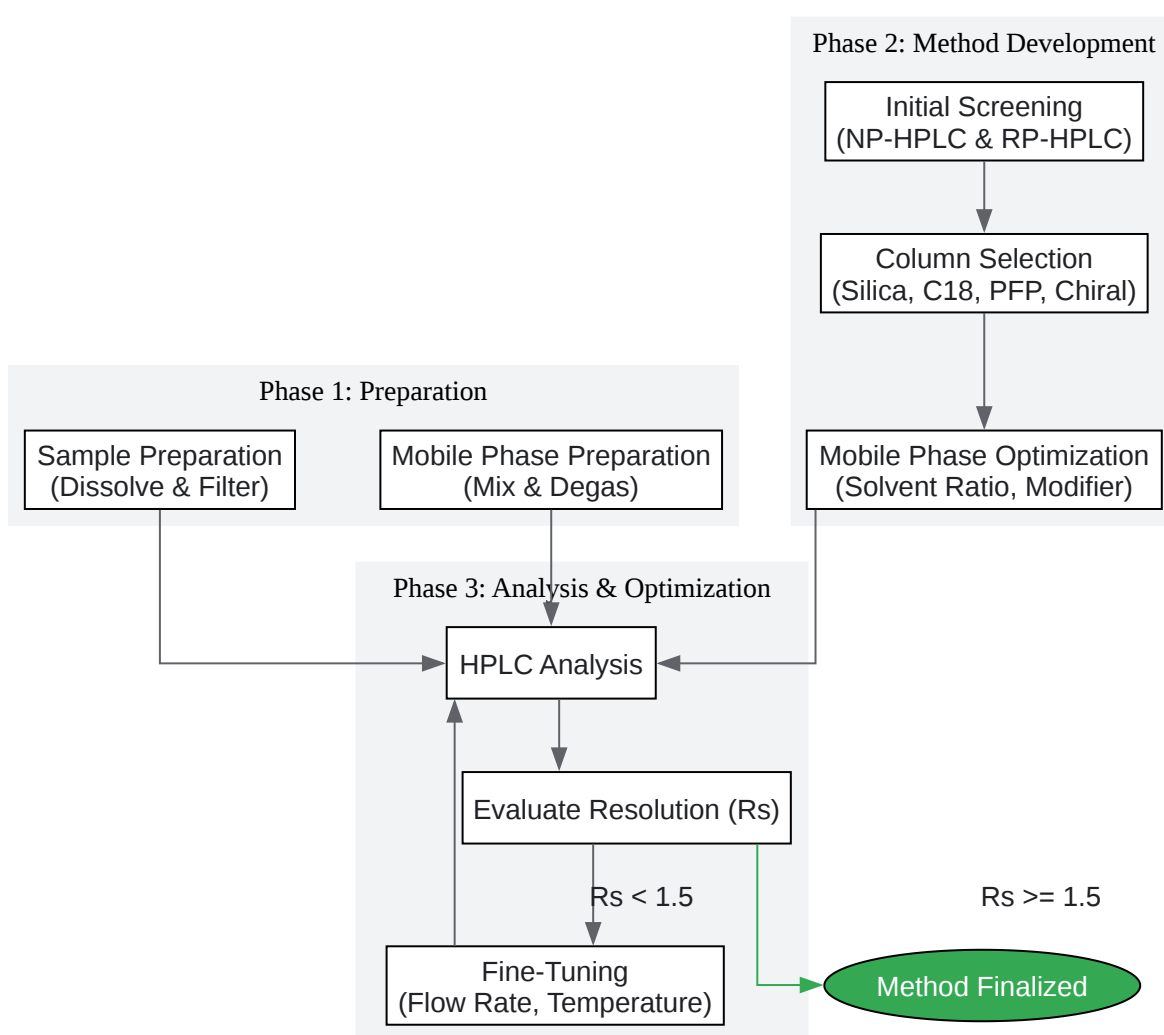 Phase 2: Method Development
Initial Screening
(NP-HPLC & RP-HPLC)
Column Selection
(Silica, C18, PFP, Chiral)
Phase 1: Preparation
Sample Preparation
(Dissolve & Filter)
Mobile Phase Preparation
(Mix & Degas)
Mobile Phase Optimization
(Solvent Ratio, Modifier)
Phase 3: Analysis & Optimization
HPLC Analysis
Evaluate Resolution (Rs)
Rs < 1.5
Rs >= 1.5
Fine-Tuning
(Flow Rate, Temperature)
Method Finalized